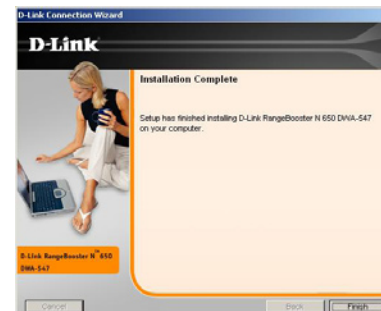 D-Link Connection Wizard
D-Link
Installation Complete
Setup has finished installing D-Link RangeBooster N 650 DWA-547
on your computer.
D-Link RangeBooster N™ 650
DWA-547
Cancel
Back
Finish